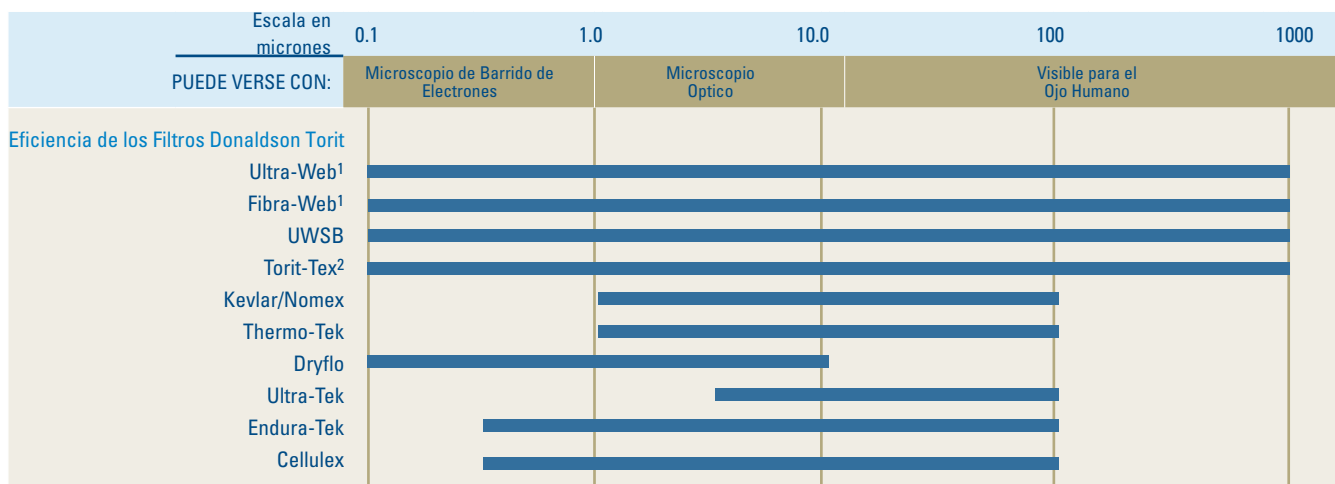 Escala en
micrones
0.1 1.0 10.0 100 1000
PUEDE VERSE CON:
Microscopio de Barrido de
Electrones
Microscopio
Optico
Visible para el
Ojo Humano
Eficiencia de los Filtros Donaldson Torit
Ultra-Web¹
Fibra-Web¹
UWSB
Torit-Tex²
Kevlar/Nomex
Thermo-Tek
Dryflo
Ultra-Tek
Endura-Tek
Cellulex